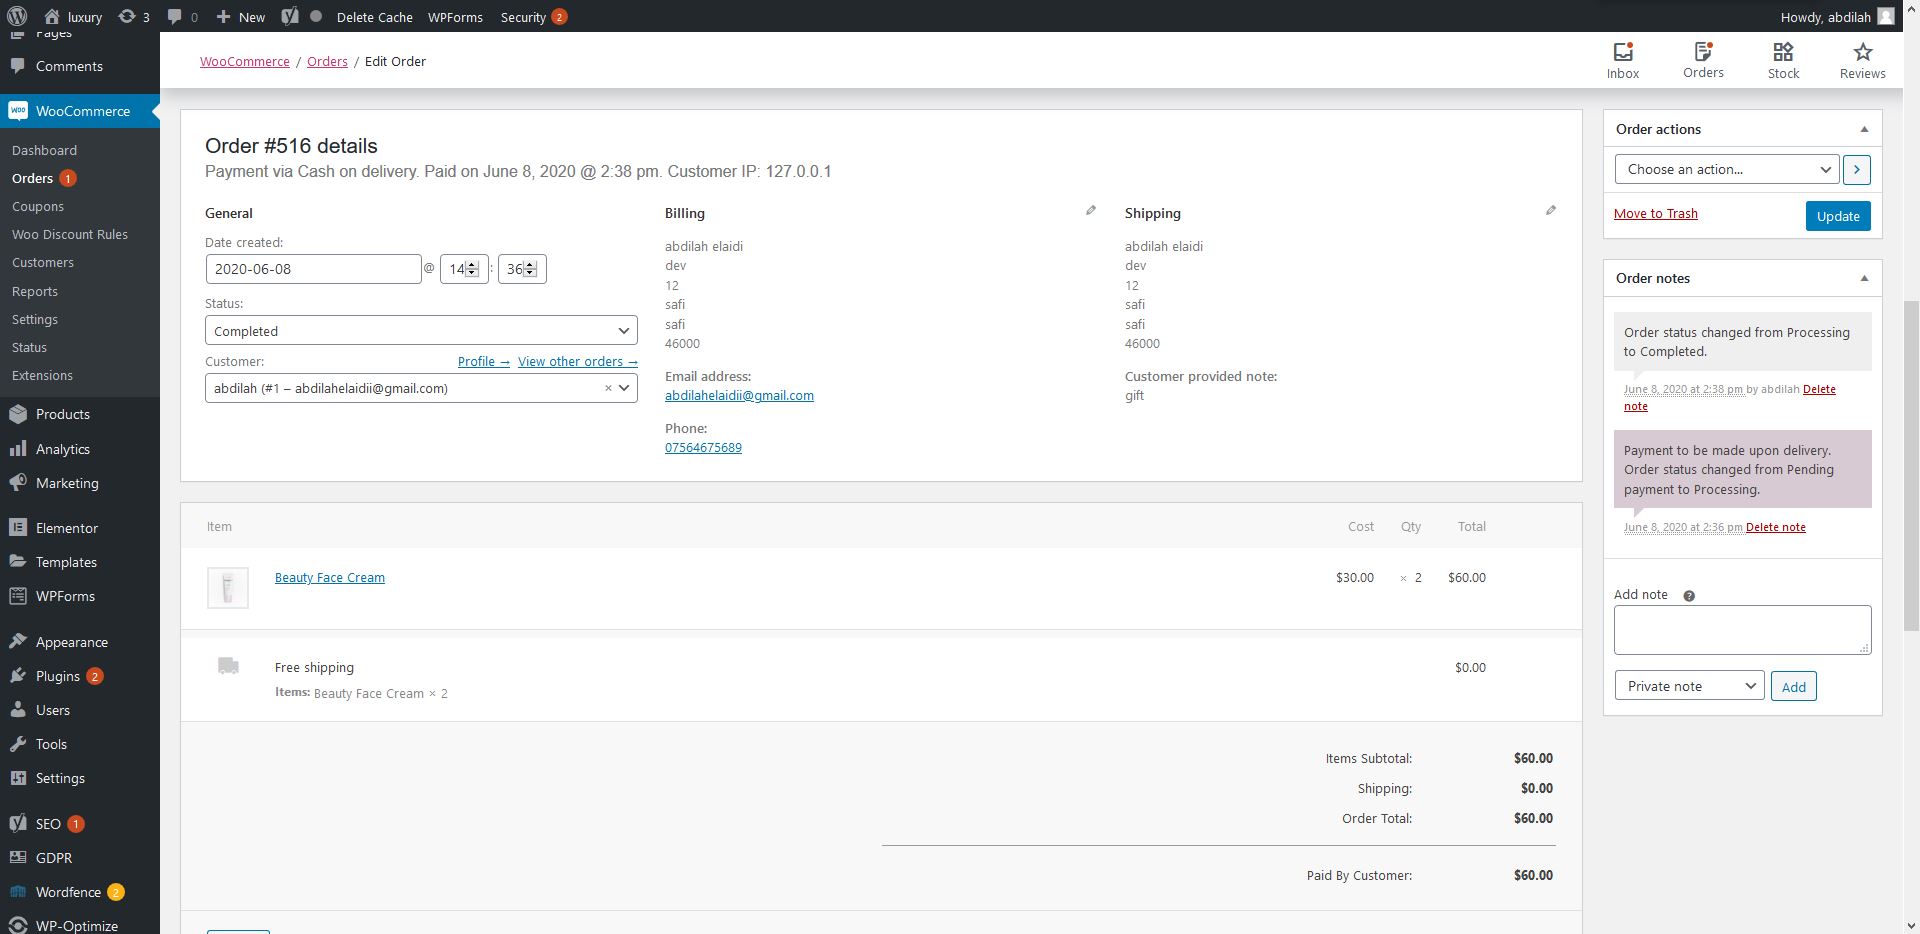 luxury
3
0
New
Delete Cache
WPForms
Security 2
Howdy, abdilah
Pages
Comments
WooCommerce
Dashboard
Orders 1
Coupons
Woo Discount Rules
Customers
Reports
Settings
Status
Extensions
Products
Analytics
Marketing
Elementor
Templates
WPForms
Appearance
Plugins 2
Users
Tools
Settings
SEO 1
GDPR
Wordfence 2
WP-Optimize
WooCommerce / Orders / Edit Order
Inbox
Orders
Stock
Reviews
Order #516 details
Payment via Cash on delivery. Paid on June 8, 2020 @ 2:38 pm. Customer IP: 127.0.0.1
General
Date created:
2020-06-08 @ 14 : 36
Status:
Completed
Customer: Profile → View other orders →
abdilah (#1 – abdilahelaidii@gmail.com) ×
Billing
abdilah elaidi
dev
12
safi
safi
46000
Email address:
abdilahelaidii@gmail.com
Phone:
07564675689
Shipping
abdilah elaidi
dev
12
safi
safi
46000
Customer provided note:
gift
Item Cost Qty Total
Beauty Face Cream $30.00 × 2 $60.00
Free shipping $0.00
Items: Beauty Face Cream × 2
Items Subtotal: $60.00
Shipping: $0.00
Order Total: $60.00
Paid By Customer: $60.00
Order actions
Choose an action...
Move to Trash Update
Order notes
Order status changed from Processing
to Completed.
June 8, 2020 at 2:38 pm by abdilah Delete
note
Payment to be made upon delivery.
Order status changed from Pending
payment to Processing.
June 8, 2020 at 2:36 pm Delete note
Add note ?
Private note Add